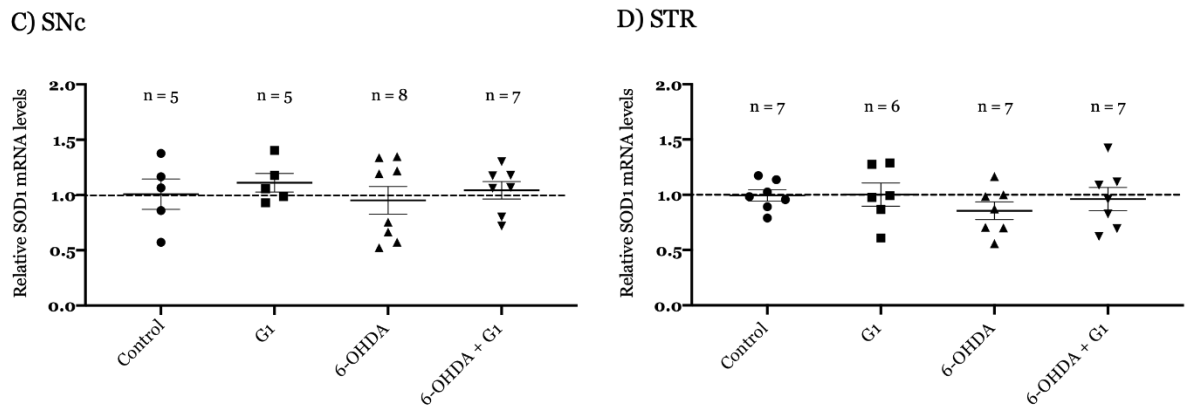 C) SNc
Relative SOD1 mRNA levels
2.0
1.5
1.0
0.5
0.0
n = 5
n = 5
n = 8
n = 7
Control
G1
6-OHDA
6-OHDA + G1
D) STR
Relative SOD1 mRNA levels
2.0
1.5
1.0
0.5
0.0
n = 7
n = 6
n = 7
n = 7
Control
G1
6-OHDA
6-OHDA + G1